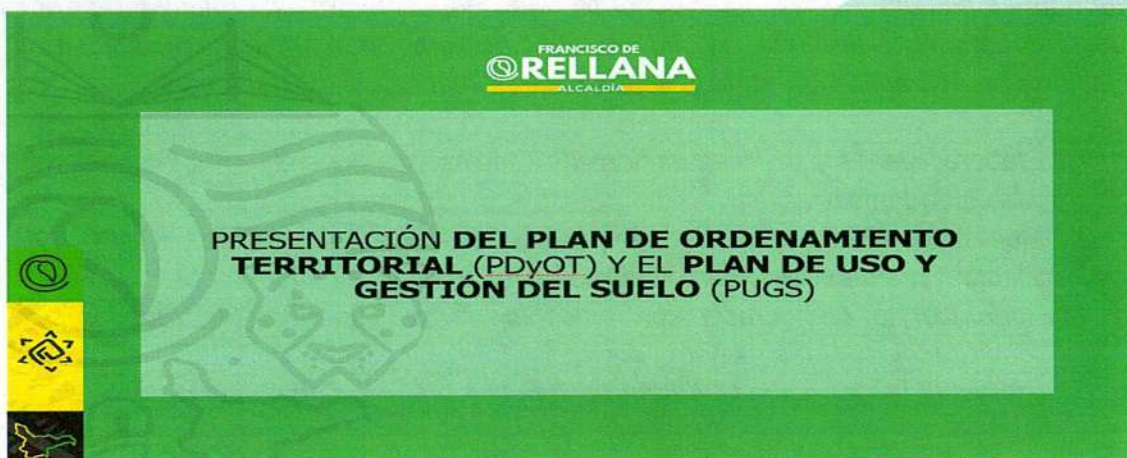 FRANCISCO DE
ORELLANA
ALCALDÍA
PRESENTACIÓN DEL PLAN DE ORDENAMIENTO
TERRITORIAL (PDyOT) Y EL PLAN DE USO Y
GESTIÓN DEL SUELO (PUGS)